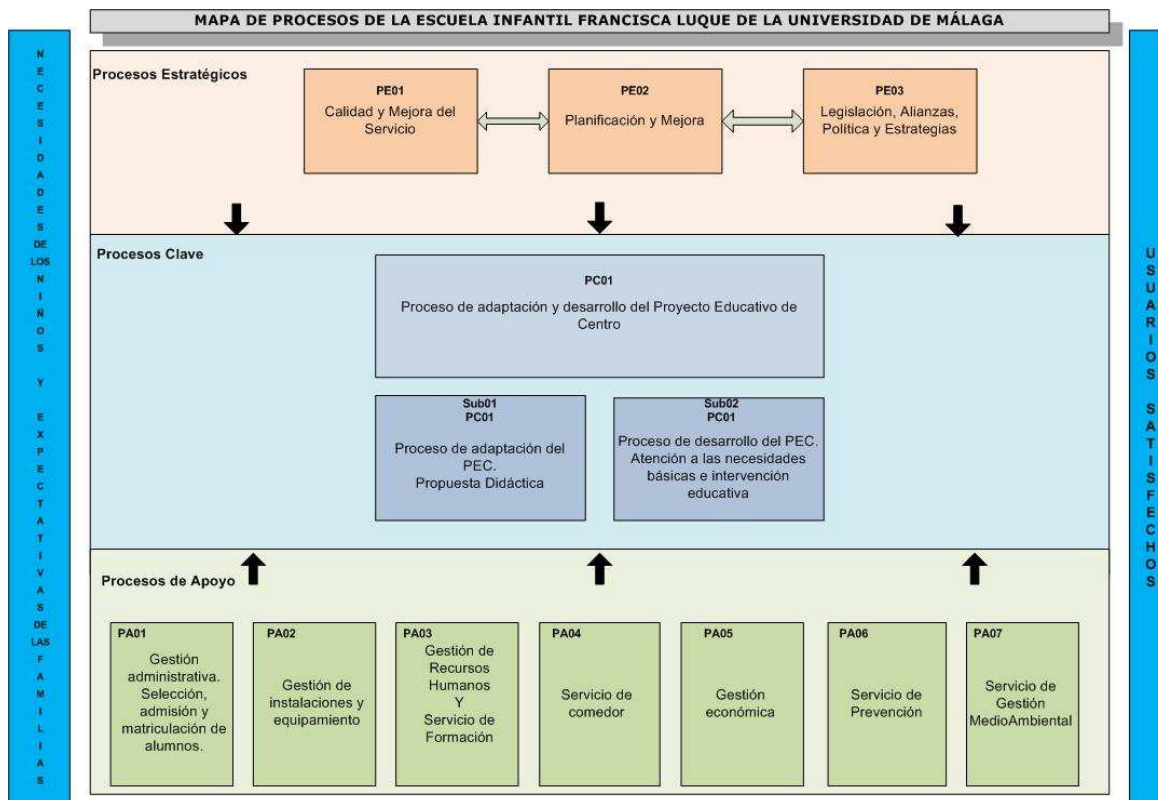 MAPA DE PROCESOS DE LA ESCUELA INFANTIL FRANCISCA LUQUE DE LA UNIVERSIDAD DE MÁLAGA
NECESIDADES DE LOS NIÑOS Y EXPECTATIVAS DE LAS FAMILIAS
Procesos Estratégicos
PE01
Calidad y Mejora del
Servicio
PE02
Planificación y Mejora
PE03
Legislación, Alianzas,
Política y Estrategias
Procesos Clave
PC01
Proceso de adaptación y desarrollo del Proyecto Educativo de
Centro
Sub01
PC01
Proceso de adaptación del
PEC.
Propuesta Didáctica
Sub02
PC01
Proceso de desarrollo del PEC.
Atención a las necesidades
básicas e intervención
educativa
Procesos de Apoyo
PA01
Gestión
administrativa.
Selección,
admisión y
matriculación de
alumnos.
PA02
Gestión de
instalaciones y
equipamiento
PA03
Gestión de
Recursos
Humanos
Y
Servicio de
Formación
PA04
Servicio de
comedor
PA05
Gestión
económica
PA06
Servicio de
Prevención
PA07
Servicio de
Gestión
MedioAmbiental
USUARIOS SATISFECHOS